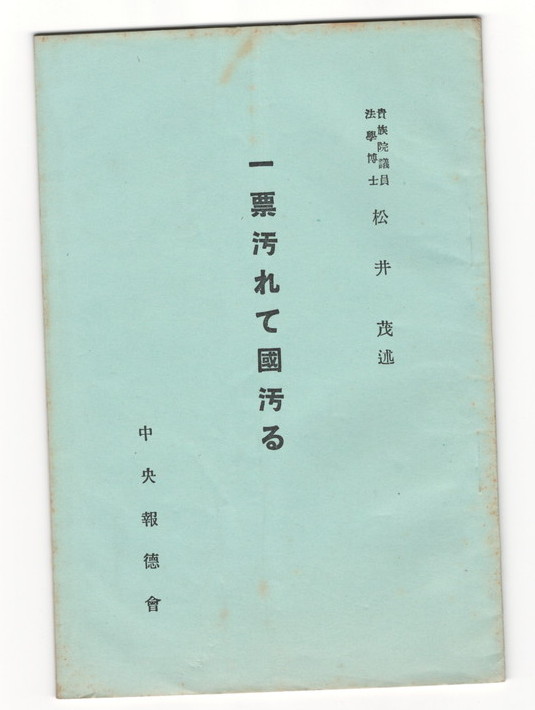 貴族院議員
法學博士
松井茂述
一票汚れて國汚る
中央報德會